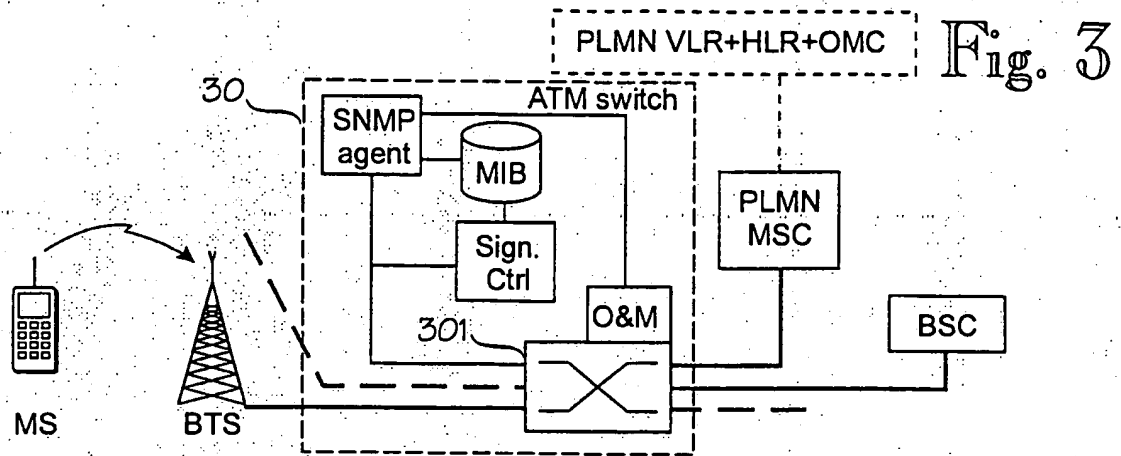 PLMN VLR+HLR+OMC
Fig. 3
30
ATM switch
SNMP
agent
MIB
PLMN
MSC
Sign.
Ctrl
O&M
301
BSC
MS
BTS